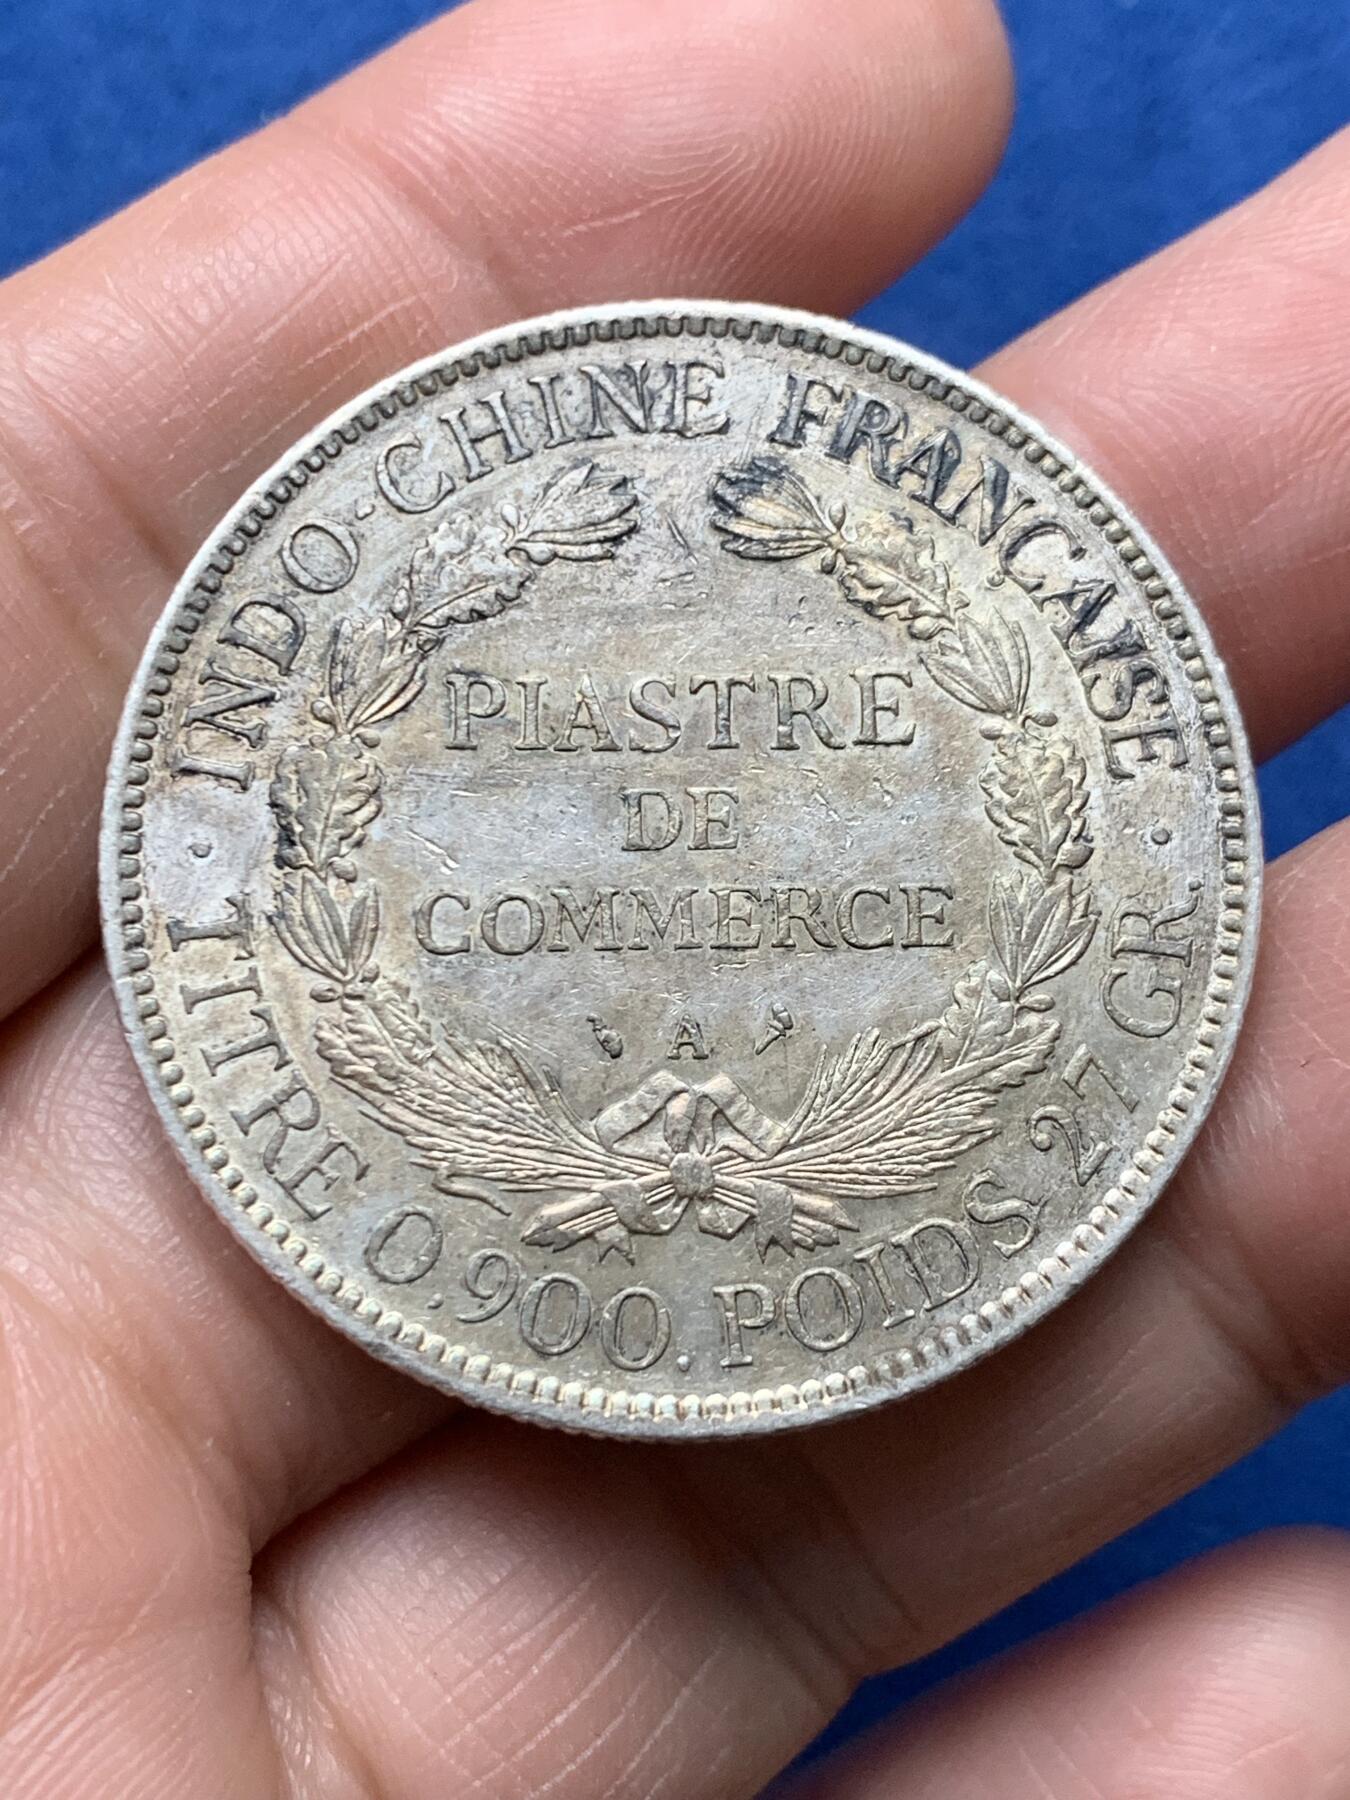 INDO-CHINE FRANÇAISE
PIASTRE
DE
COMMERCE
A
TITRE 0,900. POIDS 27 GR.